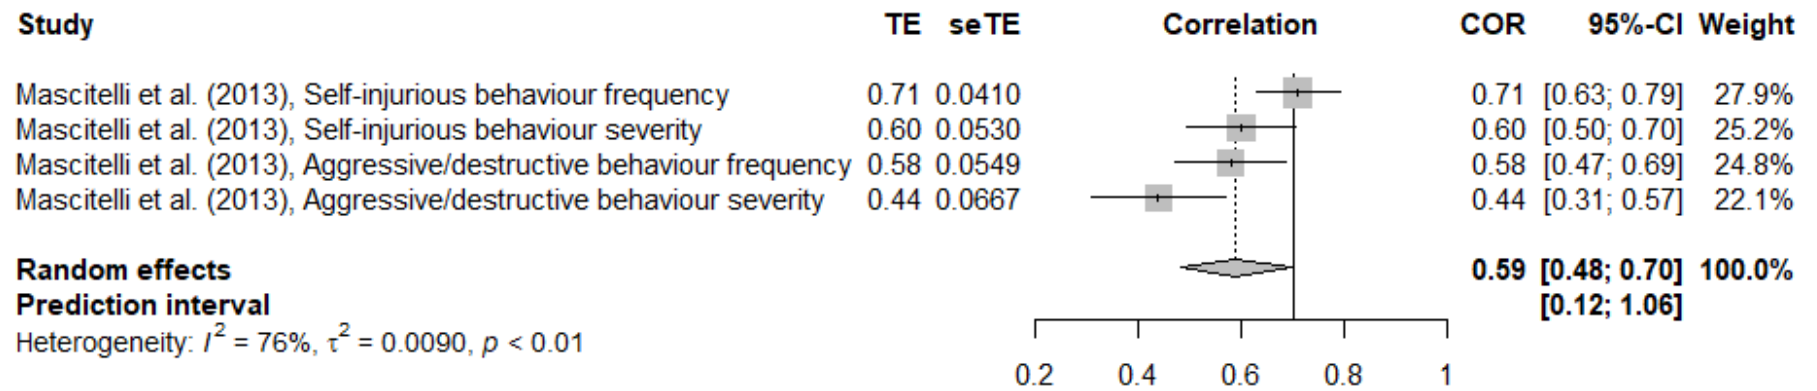 Study TE seTE Correlation COR 95%-CI Weight
Mascitelli et al. (2013), Self-injurious behaviour frequency 0.71 0.0410 0.71 [0.63; 0.79] 27.9%
Mascitelli et al. (2013), Self-injurious behaviour severity 0.60 0.0530 0.60 [0.50; 0.70] 25.2%
Mascitelli et al. (2013), Aggressive/destructive behaviour frequency 0.58 0.0549 0.58 [0.47; 0.69] 24.8%
Mascitelli et al. (2013), Aggressive/destructive behaviour severity 0.44 0.0667 0.44 [0.31; 0.57] 22.1%
Random effects 0.59 [0.48; 0.70] 100.0%
Prediction interval [0.12; 1.06]
Heterogeneity: I² = 76%, τ² = 0.0090, p < 0.01
0.2 0.4 0.6 0.8 1